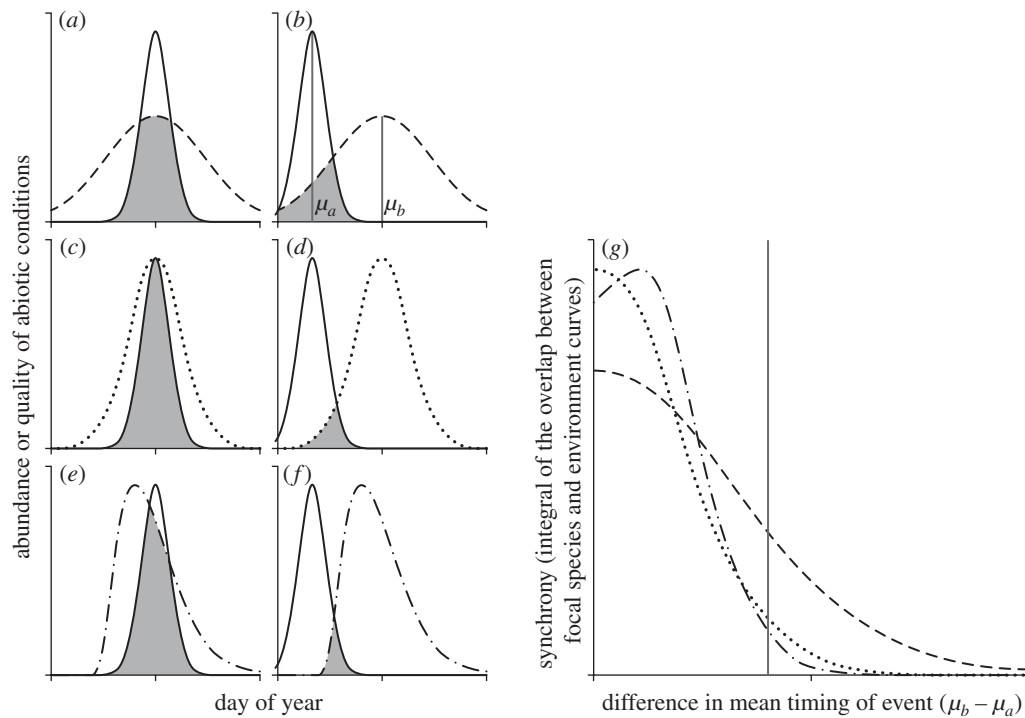 (a)
(b)
μa
μb
(c)
(d)
(e)
(f)
(g)
abundance or quality of abiotic conditions
day of year
synchrony (integral of the overlap between
focal species and environment curves)
difference in mean timing of event (μb – μa)